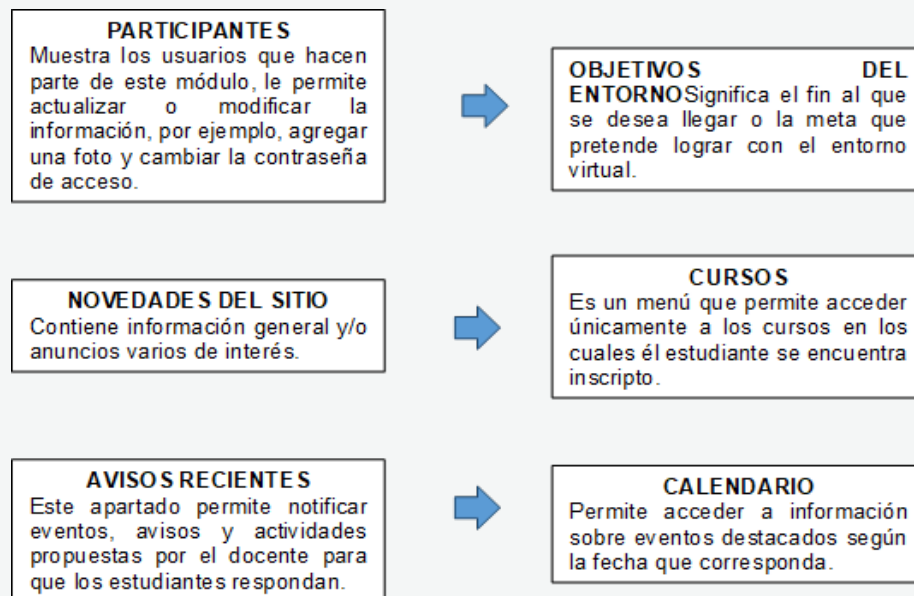 PARTICIPANTES
Muestra los usuarios que hacen
parte de este módulo, le permite
actualizar o modificar la
información, por ejemplo, agregar
una foto y cambiar la contraseña
de acceso.
OBJETIVOS DEL
ENTORNOSignifica el fin al que
se desea llegar o la meta que
pretende lograr con el entorno
virtual.
NOVEDADES DEL SITIO
Contiene información general y/o
anuncios varios de interés.
CURSOS
Es un menú que permite acceder
únicamente a los cursos en los
cuales él estudiante se encuentra
inscripto.
AVISOS RECIENTES
Este apartado permite notificar
eventos, avisos y actividades
propuestas por el docente para
que los estudiantes respondan.
CALENDARIO
Permite acceder a información
sobre eventos destacados según
la fecha que corresponda.